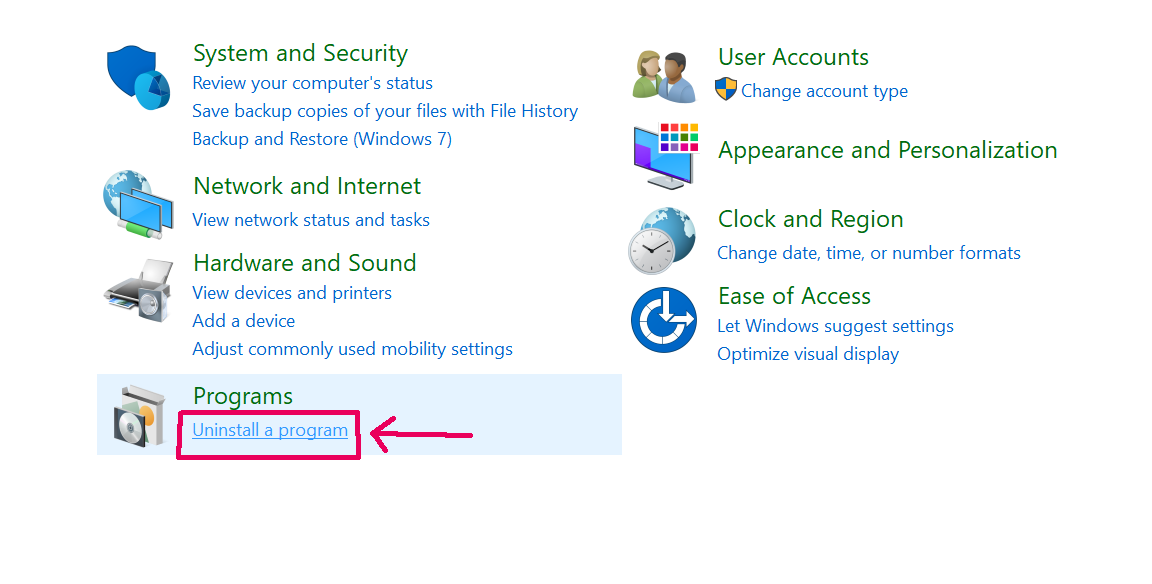 System and Security
Review your computer's status
Save backup copies of your files with File History
Backup and Restore (Windows 7)
Network and Internet
View network status and tasks
Hardware and Sound
View devices and printers
Add a device
Adjust commonly used mobility settings
Programs
Uninstall a program
User Accounts
Change account type
Appearance and Personalization
Clock and Region
Change date, time, or number formats
Ease of Access
Let Windows suggest settings
Optimize visual display